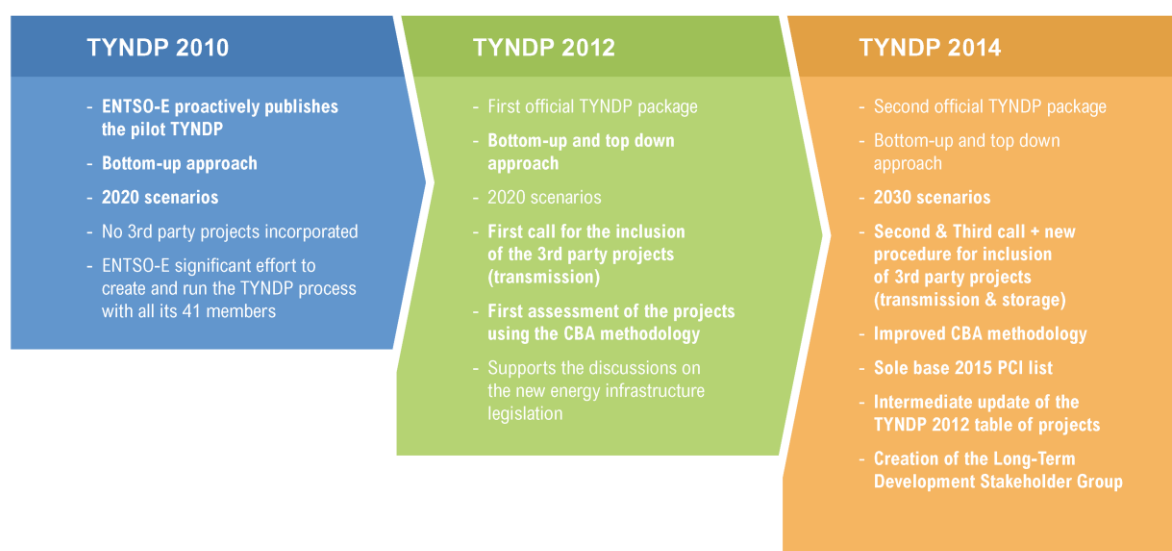 TYNDP 2010
- ENTSO-E proactively publishes
the pilot TYNDP
- Bottom-up approach
- 2020 scenarios
- No 3rd party projects incorporated
- ENTSO-E significant effort to
create and run the TYNDP process
with all its 41 members
TYNDP 2012
- First official TYNDP package
- Bottom-up and top down
approach
- 2020 scenarios
- First call for the inclusion
of the 3rd party projects
(transmission)
- First assessment of the projects
using the CBA methodology
- Supports the discussions on
the new energy infrastructure
legislation
TYNDP 2014
- Second official TYNDP package
- Bottom-up and top down
approach
- 2030 scenarios
- Second & Third call + new
procedure for inclusion
of 3rd party projects
(transmission & storage)
- Improved CBA methodology
- Sole base 2015 PCI list
- Intermediate update of the
TYNDP 2012 table of projects
- Creation of the Long-Term
Development Stakeholder Group